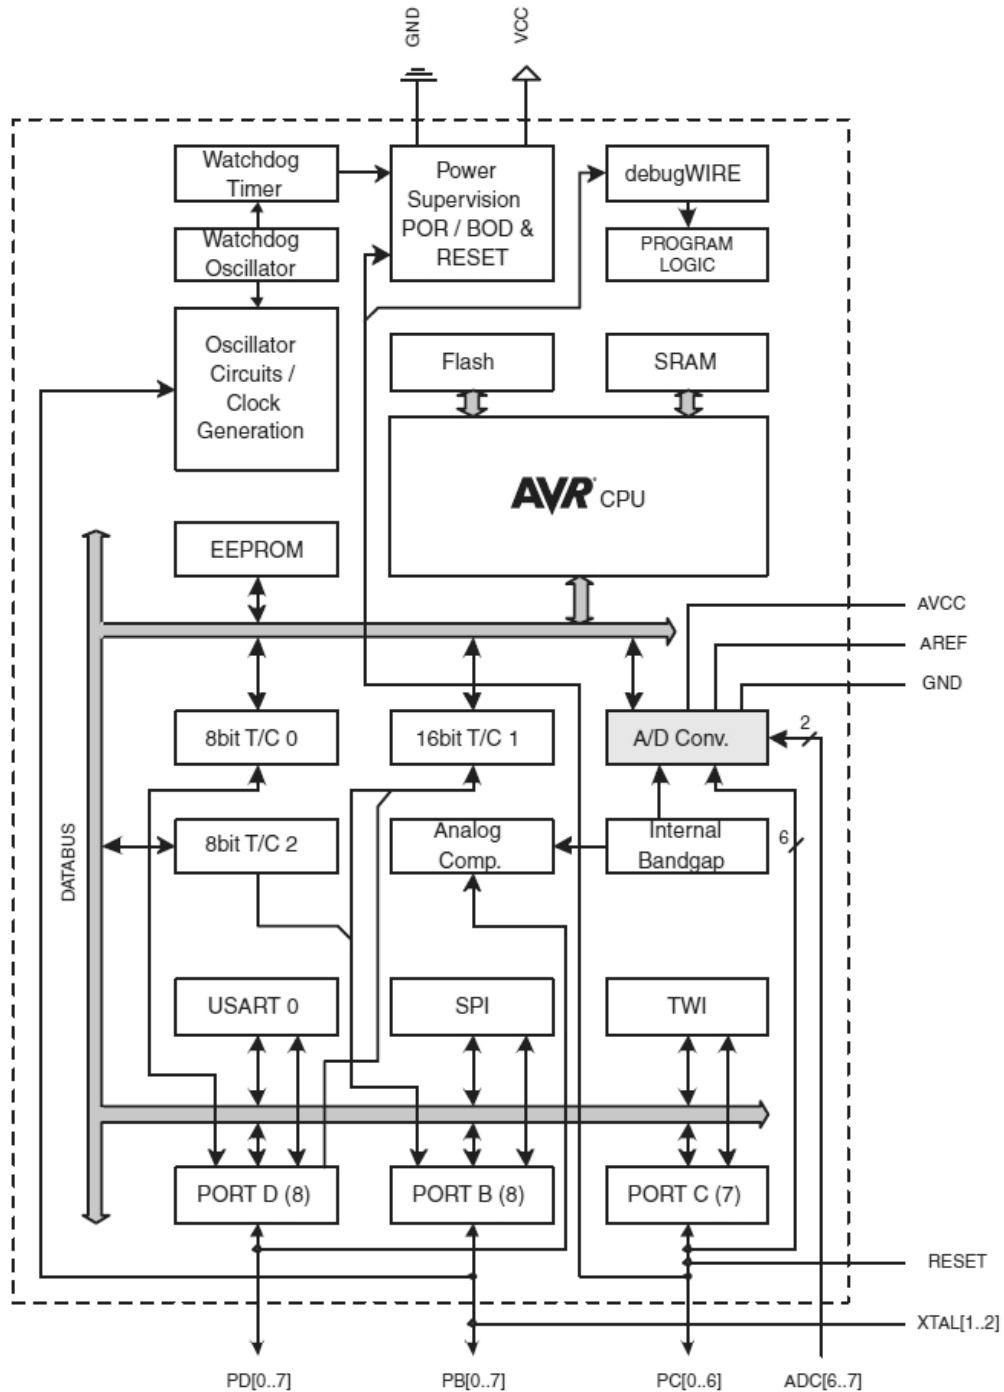 GND
VCC
Watchdog
Timer
Power
Supervision
POR / BOD &
RESET
debugWIRE
Watchdog
Oscillator
PROGRAM
LOGIC
Oscillator
Circuits /
Clock
Generation
Flash
SRAM
AVR® CPU
EEPROM
AVCC
AREF
GND
8bit T/C 0
16bit T/C 1
A/D Conv.
2
DATABUS
8bit T/C 2
Analog
Comp.
Internal
Bandgap
6
USART 0
SPI
TWI
PORT D (8)
PORT B (8)
PORT C (7)
RESET
XTAL[1..2]
PD[0..7]
PB[0..7]
PC[0..6]
ADC[6..7]